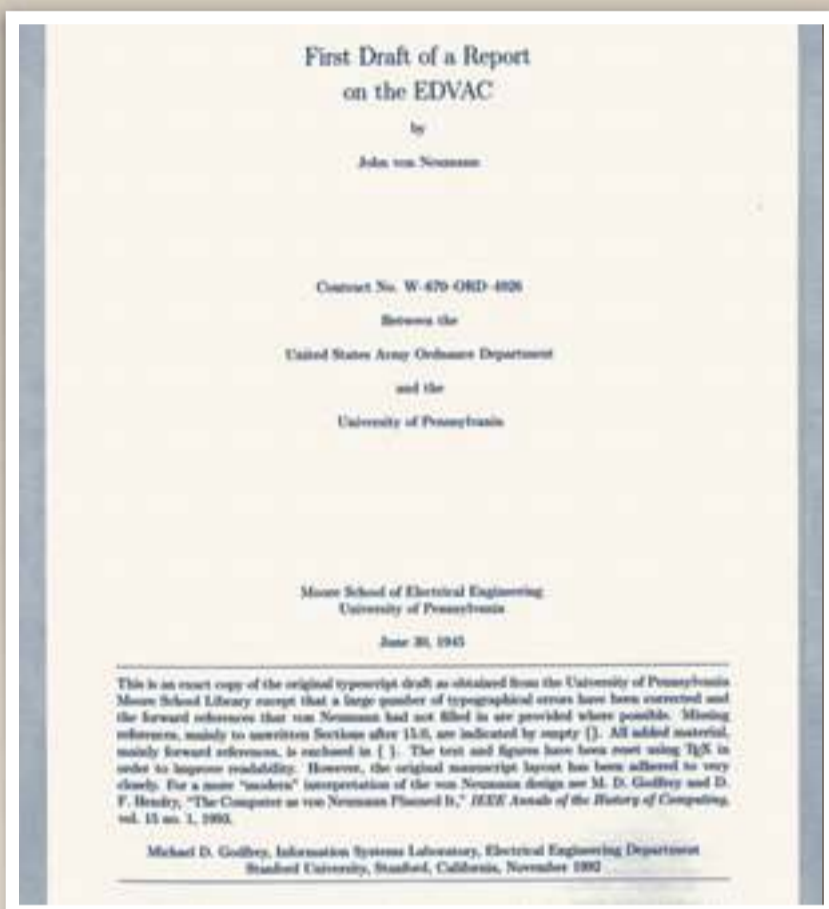 First Draft of a Report
on the EDVAC
by
John von Neumann
Contract No. W–670–ORD–4926
Between the
United States Army Ordnance Department
and the
University of Pennsylvania
Moore School of Electrical Engineering
University of Pennsylvania
June 30, 1945
This is an exact copy of the original typescript draft as obtained from the University of Pennsylvania
Moore School Library except that a large number of typographical errors have been corrected and
the forward references that von Neumann had not filled in are provided where possible. Missing
references, mainly to unwritten Sections after 15.0, are indicated by empty {}. All added material,
mainly forward references, is enclosed in { }. The text and figures have been reset using TEX in
order to improve readability. However, the original manuscript layout has been adhered to very
closely. For a more “modern” interpretation of the von Neumann design see M. D. Godfrey and D.
F. Hendry, “The Computer as von Neumann Planned It,” IEEE Annals of the History of Computing,
vol. 15 no. 1, 1993.
Michael D. Godfrey, Information Systems Laboratory, Electrical Engineering Department
Stanford University, Stanford, California, November 1992